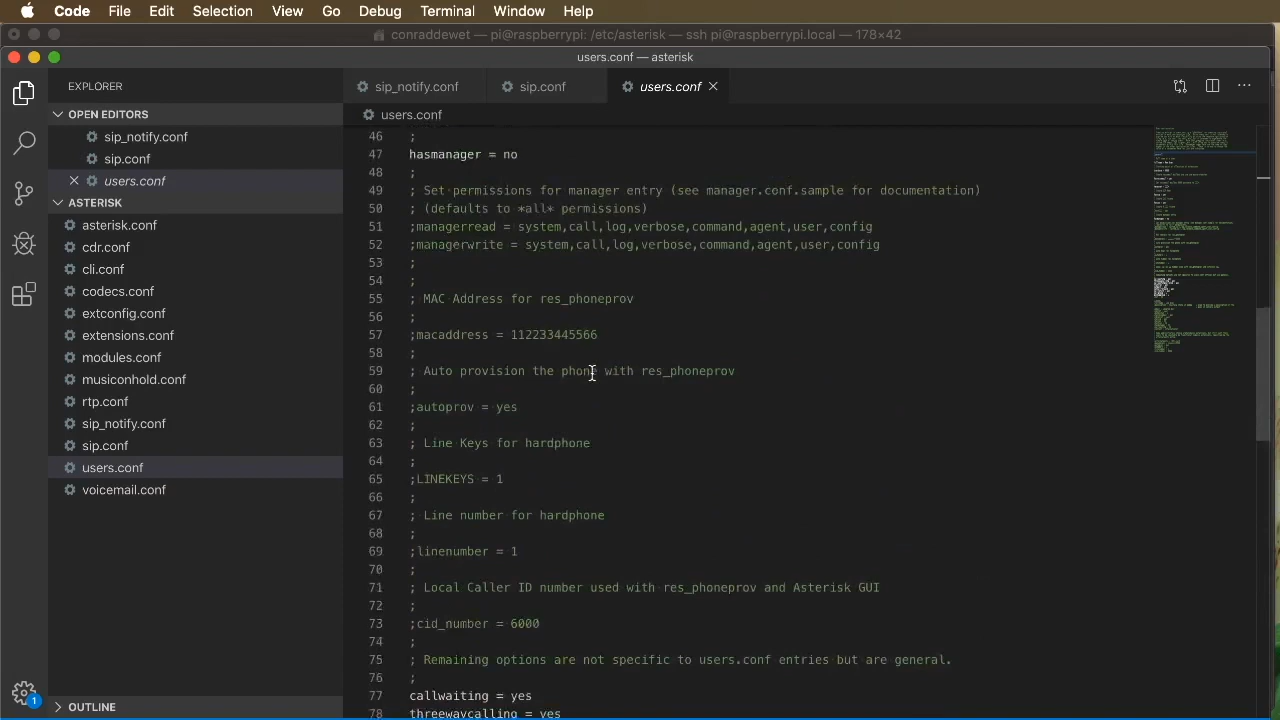 Code File Edit Selection View Go Debug Terminal Window Help
conraddewet — pi@raspberrypi: /etc/asterisk — ssh pi@raspberrypi.local — 178×42
users.conf — asterisk
EXPLORER
OPEN EDITORS
sip_notify.conf
sip.conf
users.conf
ASTERISK
asterisk.conf
cdr.conf
cli.conf
codecs.conf
extconfig.conf
extensions.conf
modules.conf
musiconhold.conf
rtp.conf
sip_notify.conf
sip.conf
users.conf
voicemail.conf
OUTLINE
1
sip_notify.conf sip.conf users.conf
users.conf
46 ;
47 hasmanager = no
48 ;
49 ; Set permissions for manager entry (see manager.conf.sample for documentation)
50 ; (defaults to *all* permissions)
51 ;managerread = system,call,log,verbose,command,agent,user,config
52 ;managerwrite = system,call,log,verbose,command,agent,user,config
53 ;
54 ;
55 ; MAC Address for res_phoneprov
56 ;
57 ;macaddress = 112233445566
58 ;
59 ; Auto provision the phone with res_phoneprov
60 ;
61 ;autoprov = yes
62 ;
63 ; Line Keys for hardphone
64 ;
65 ;LINEKEYS = 1
66 ;
67 ; Line number for hardphone
68 ;
69 ;linenumber = 1
70 ;
71 ; Local Caller ID number used with res_phoneprov and Asterisk GUI
72 ;
73 ;cid_number = 6000
74 ;
75 ; Remaining options are not specific to users.conf entries but are general.
76 ;
77 callwaiting = yes
78 threewaycalling = yes